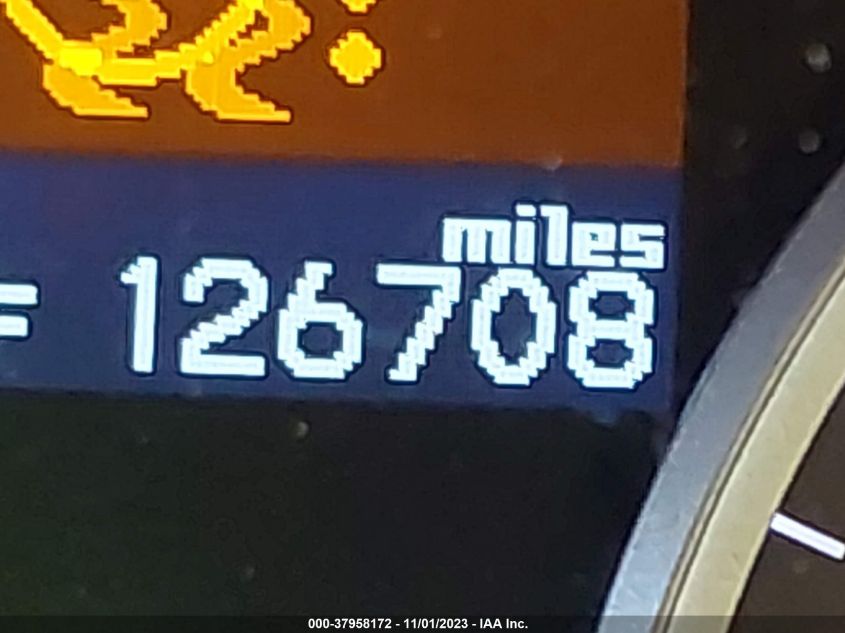 miles
= 126708
000-37958172 - 11/01/2023 - IAA Inc.